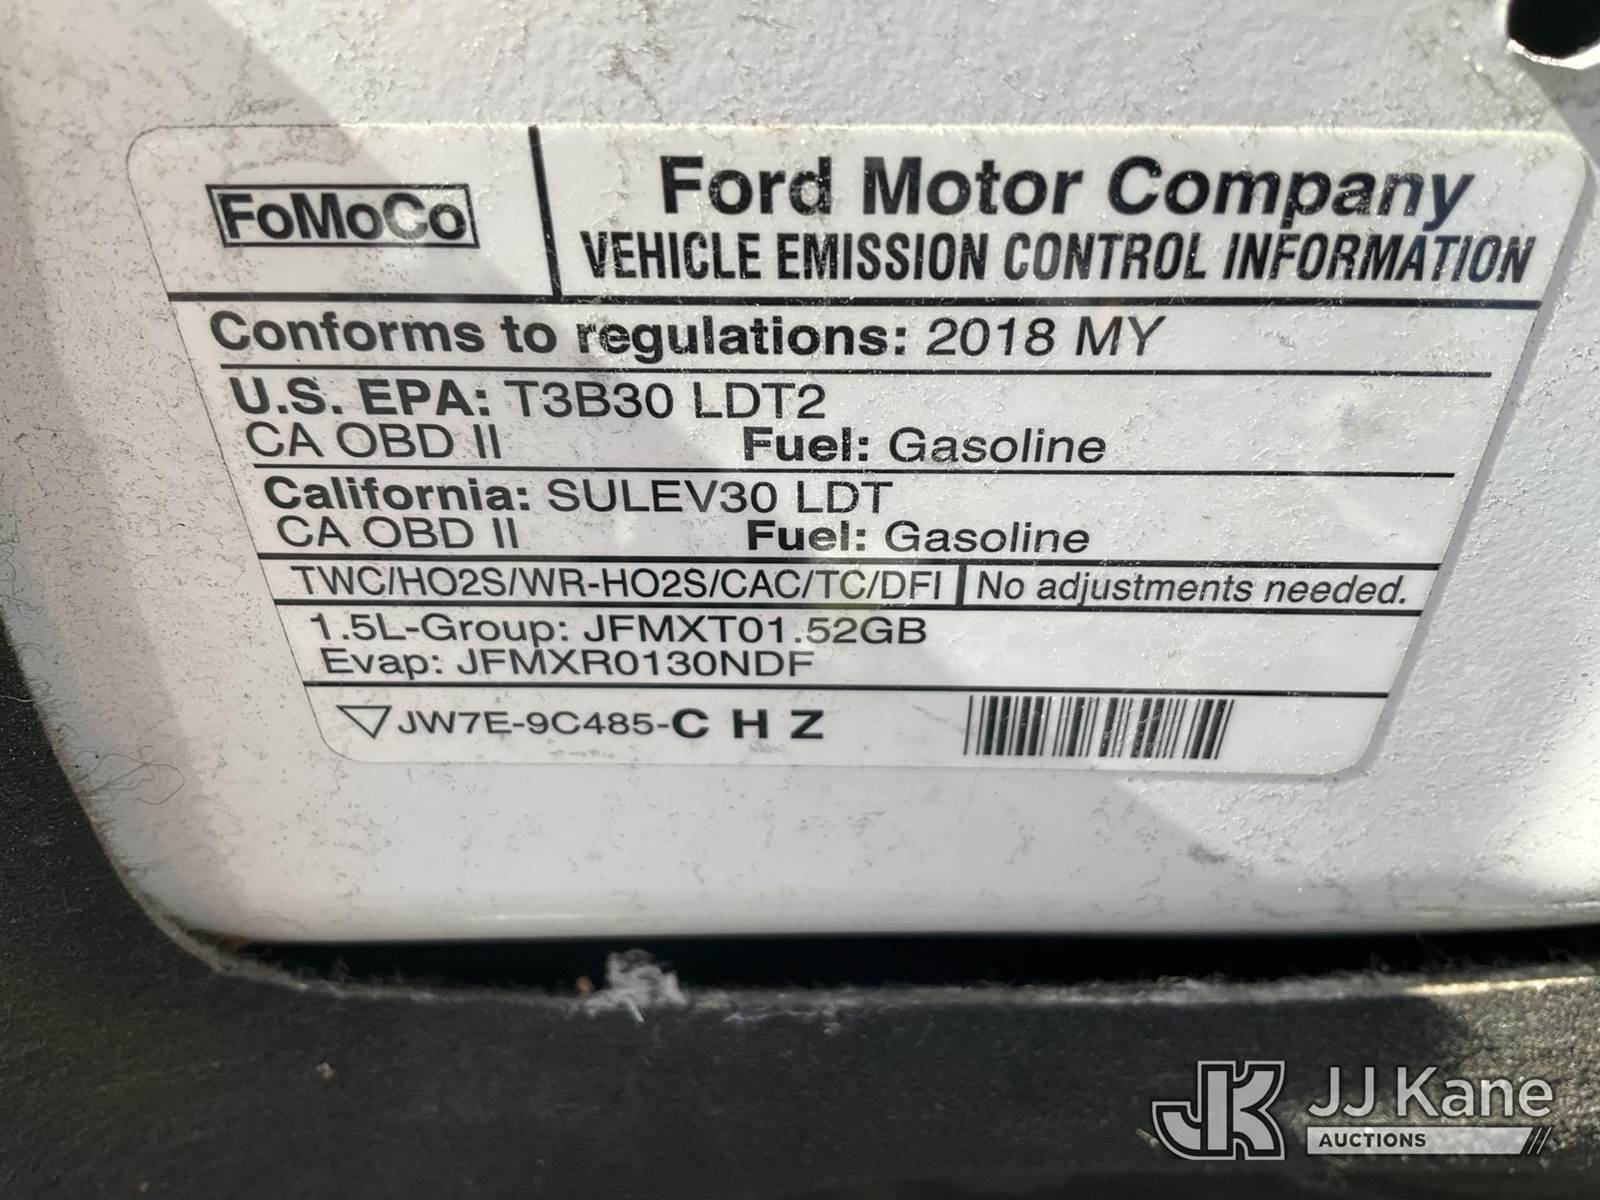 FoMoCo
Ford Motor Company
VEHICLE EMISSION CONTROL INFORMATION
Conforms to regulations: 2018 MY
U.S. EPA: T3B30 LDT2
CA OBD II Fuel: Gasoline
California: SULEV30 LDT
CA OBD II Fuel: Gasoline
TWC/HO2S/WR-HO2S/CAC/TC/DFI No adjustments needed.
1.5L-Group: JFMXT01.52GB
Evap: JFMXR0130NDF
JW7E-9C485-C H Z
JK JJ Kane
AUCTIONS